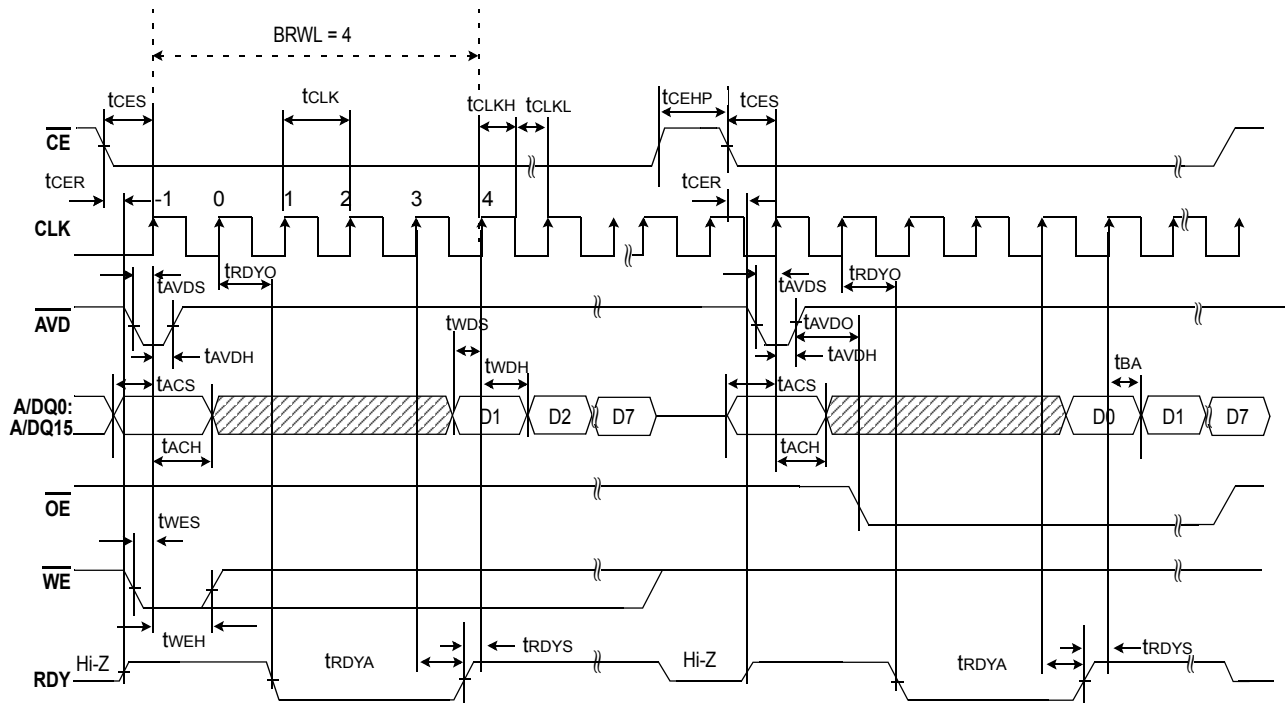 BRWL = 4
tCES
tCLK
tCLKH
tCLKL
tCEHP
tCES
CE
tCER
tCER
-1 0 1 2 3 4
CLK
tAVDS
tRDYO
tAVDS
tRDYO
AVD
tWDS
tAVDO
tAVDH
tWDH
tAVDH
tACS
tACS
tBA
A/DQ0:
A/DQ15
D1 D2 D7 D0 D1 D7
tACH
tACH
OE
tWES
WE
tWEH
tRDYS
tRDYS
Hi-Z
tRDYA
Hi-Z
tRDYA
RDY